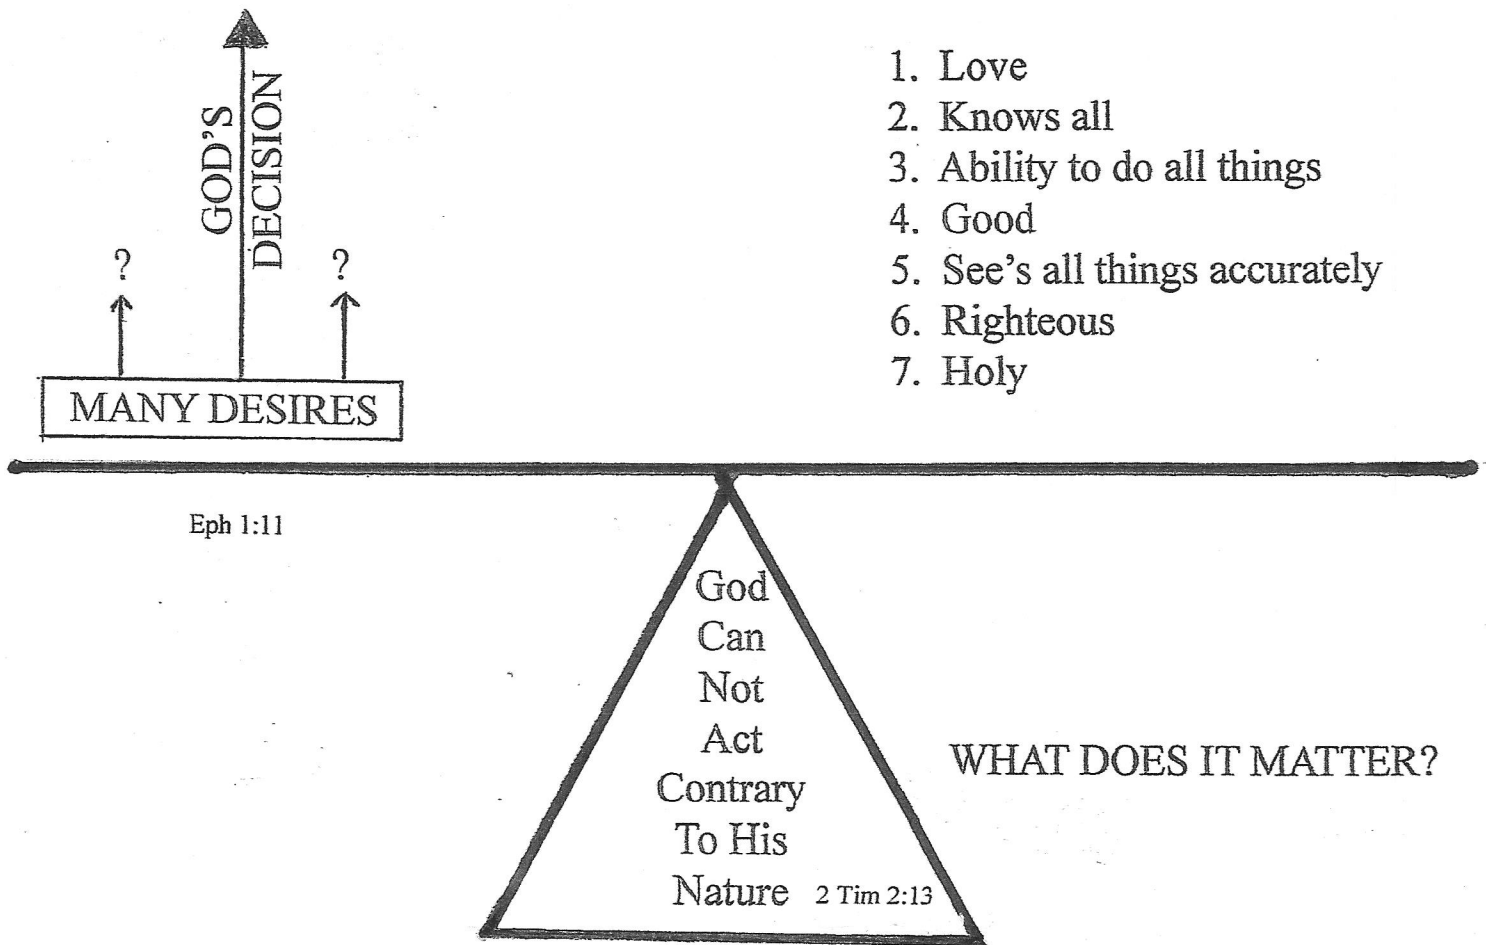 GOD'S
DECISION
?
?
MANY DESIRES
1. Love
2. Knows all
3. Ability to do all things
4. Good
5. See's all things accurately
6. Righteous
7. Holy
Eph 1:11
God
Can
Not
Act
Contrary
To His
Nature 2 Tim 2:13
WHAT DOES IT MATTER?